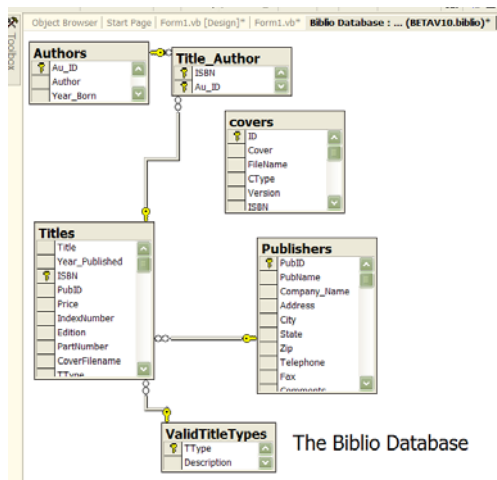 Toolbox
Object Browser | Start Page | Form1.vb [Design]* | Form1.vb* | Biblio Database : ... (BETAV10.biblio)*
Authors
Au_ID
Author
Year_Born
Title_Author
ISBN
Au_ID
covers
ID
Cover
FileName
CType
Version
ISBN
Titles
Title
Year_Published
ISBN
PubID
Price
IndexNumber
Edition
PartNumber
CoverFilename
TType
Publishers
PubID
PubName
Company_Name
Address
City
State
Zip
Telephone
Fax
Comments
ValidTitleTypes
TType
Description
The Biblio Database